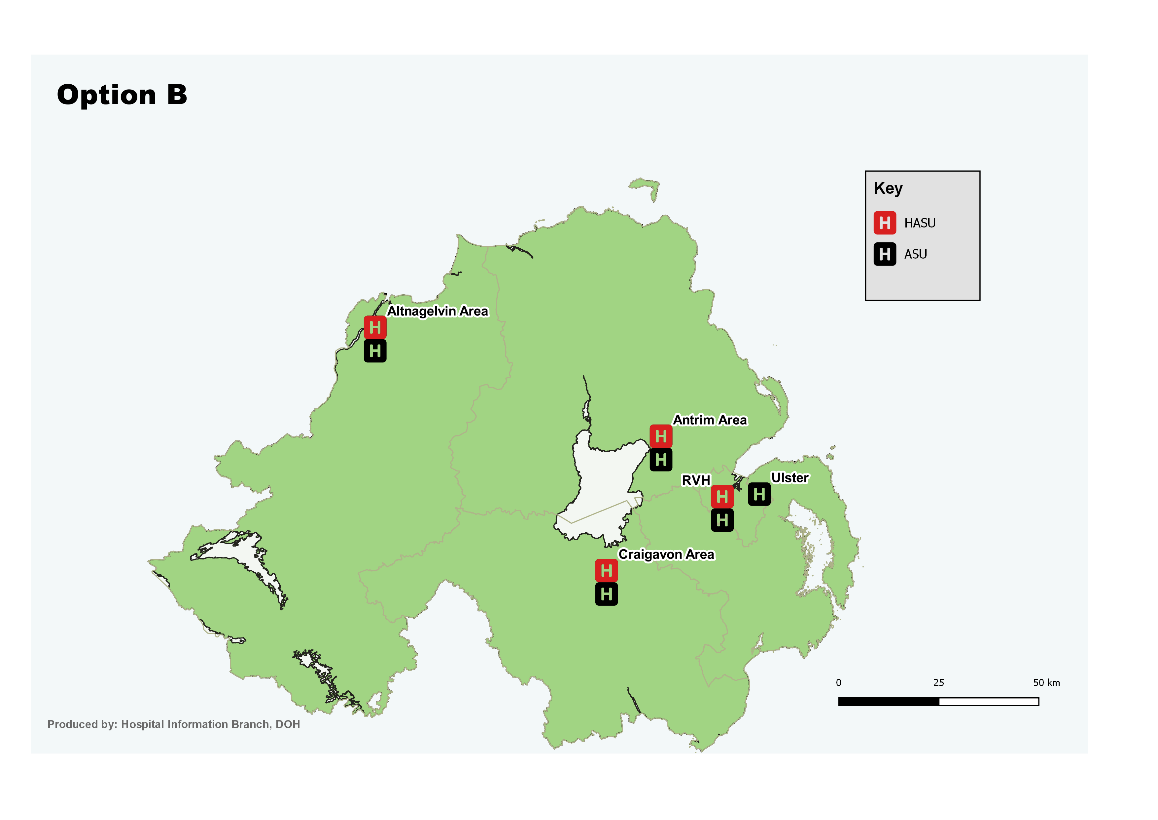 Option B
Key
H HASU
H ASU
Altnagelvin Area
H
H
Antrim Area
H
H
RVH
H
H
Ulster
H
Craigavon Area
H
H
0 25 50 km
Produced by: Hospital Information Branch, DOH